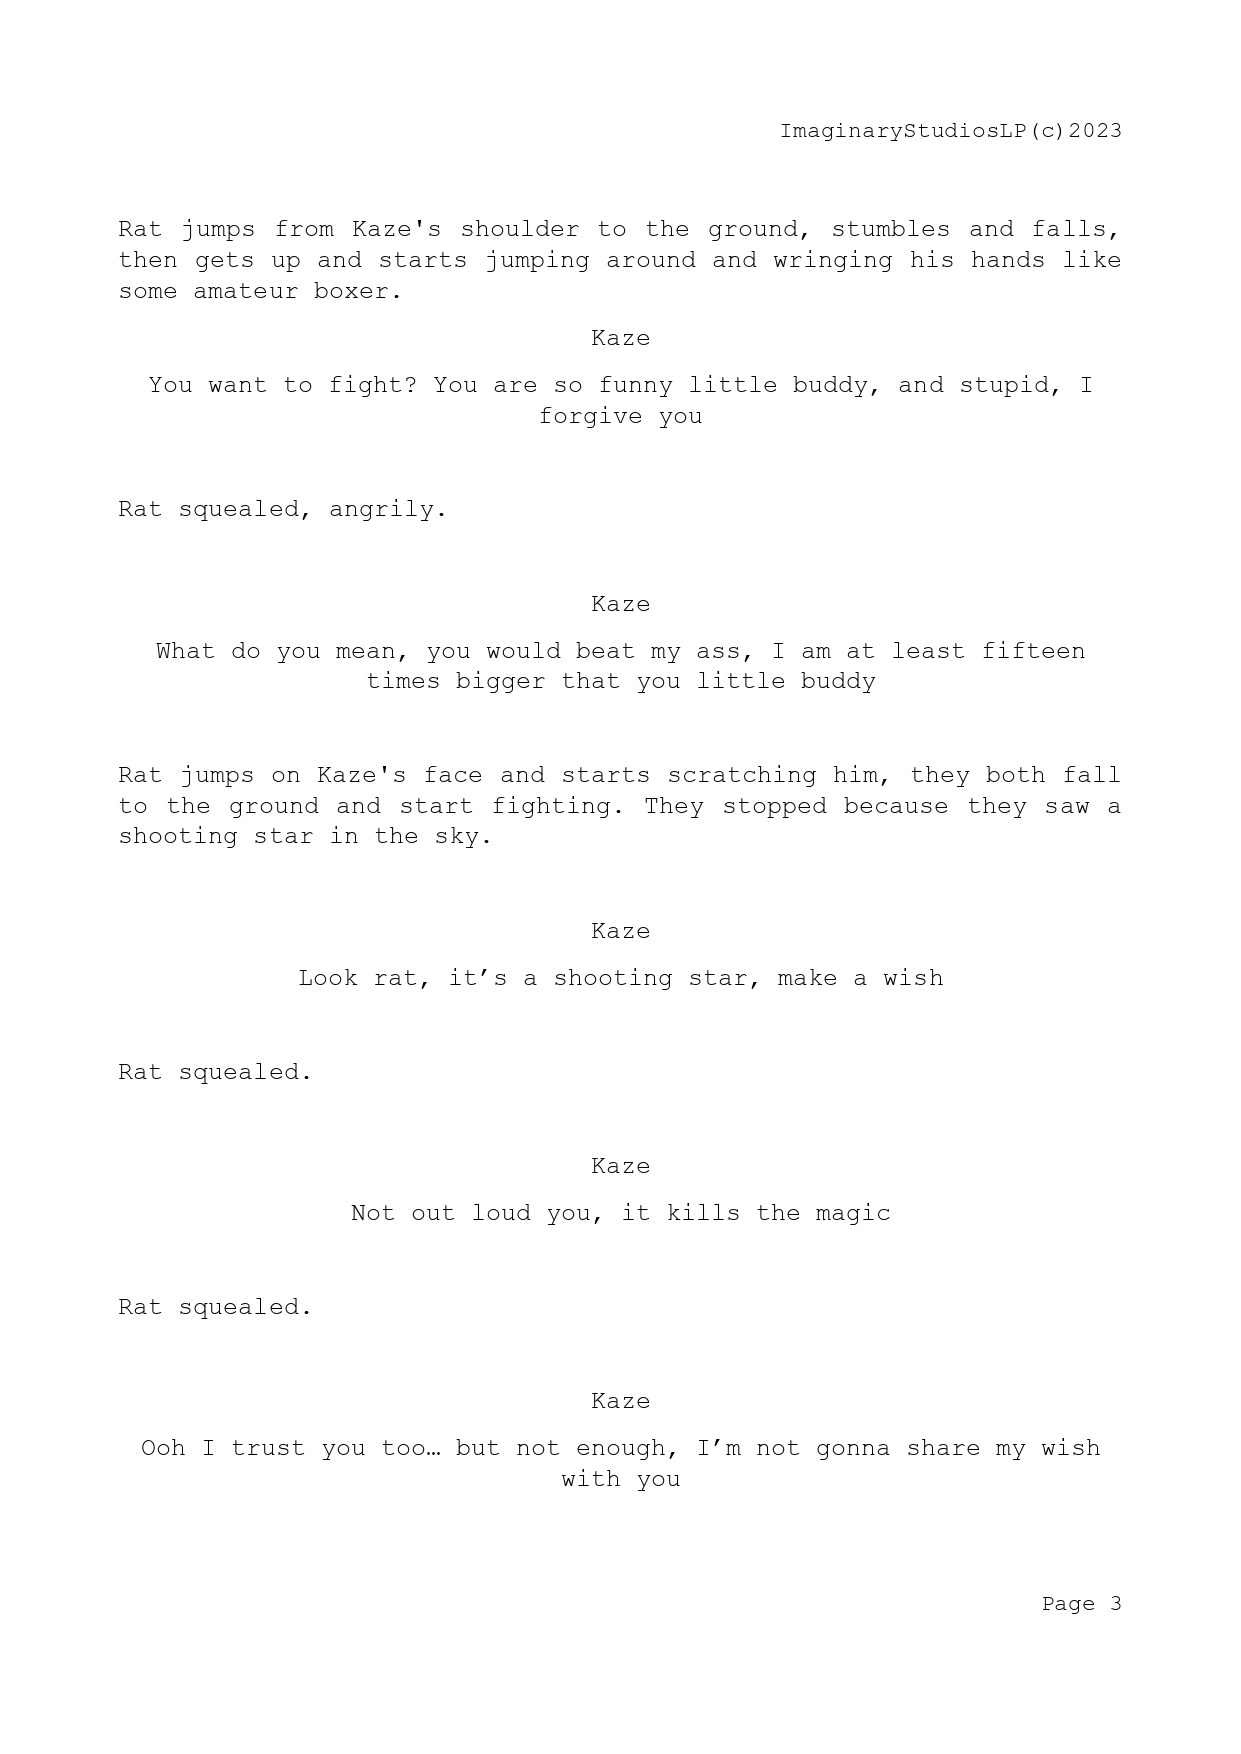 ImaginaryStudiosLP(c)2023
Rat jumps from Kaze's shoulder to the ground, stumbles and falls,
then gets up and starts jumping around and wringing his hands like
some amateur boxer.
Kaze
You want to fight? You are so funny little buddy, and stupid, I
forgive you
Rat squealed, angrily.
Kaze
What do you mean, you would beat my ass, I am at least fifteen
times bigger that you little buddy
Rat jumps on Kaze's face and starts scratching him, they both fall
to the ground and start fighting. They stopped because they saw a
shooting star in the sky.
Kaze
Look rat, it’s a shooting star, make a wish
Rat squealed.
Kaze
Not out loud you, it kills the magic
Rat squealed.
Kaze
Ooh I trust you too… but not enough, I’m not gonna share my wish
with you
Page 3